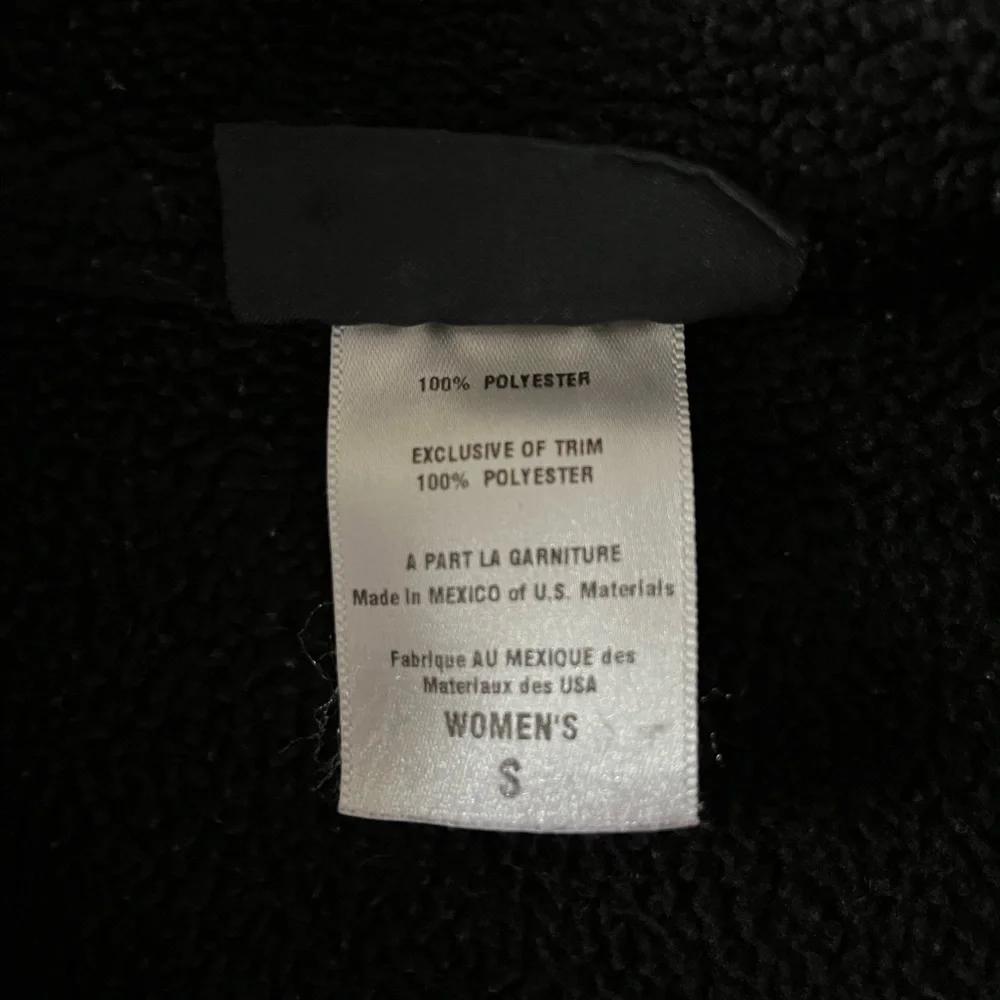 100% POLYESTER
EXCLUSIVE OF TRIM
100% POLYESTER
A PART LA GARNITURE
Made In MEXICO of U.S. Materials
Fabrique AU MEXIQUE des
Materiaux des USA
WOMEN'S
S